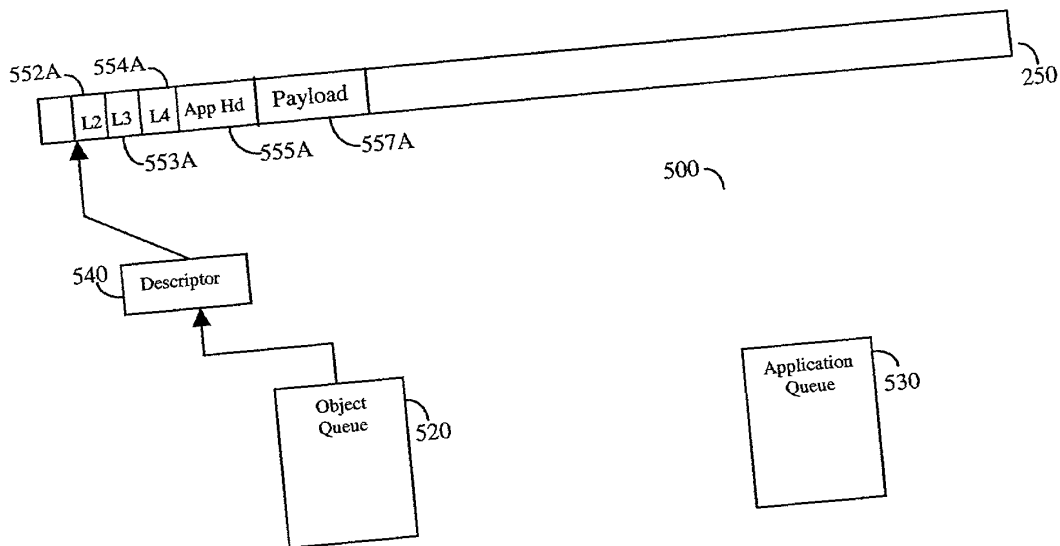 552A
554A
L2
L3
L4
App Hd
Payload
250
553A
555A
557A
500
540
Descriptor
Object
Queue
520
Application
Queue
530